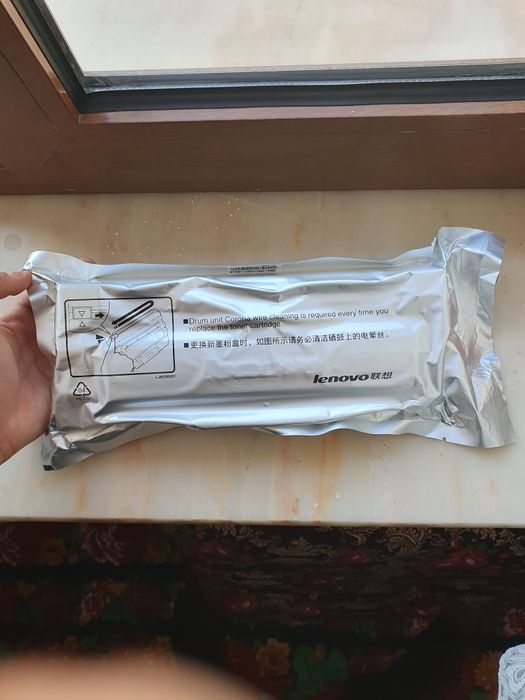 ■Drum unit Corona wire cleaning is required every time you
replace the toner cartridge.
■更换新墨粉盒时，如图所示请务必清洁硒鼓上的电晕丝。
lenovo联想
04